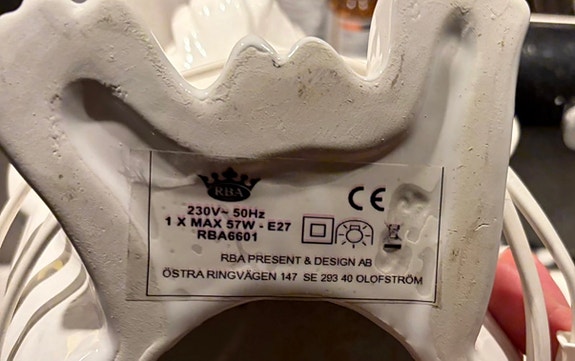 RBA
CE
230V~ 50Hz
1 X MAX 57W - E27
RBA6601
RBA PRESENT & DESIGN AB
ÖSTRA RINGVÄGEN 147 SE 293 40 OLOFSTRÖM